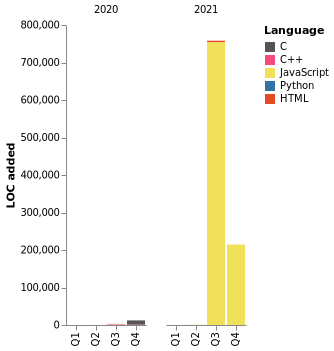 2020
2021
Language
C
C++
JavaScript
Python
HTML
LOC added
800,000
700,000
600,000
500,000
400,000
300,000
200,000
100,000
0
Q1 Q2 Q3 Q4
Q1 Q2 Q3 Q4